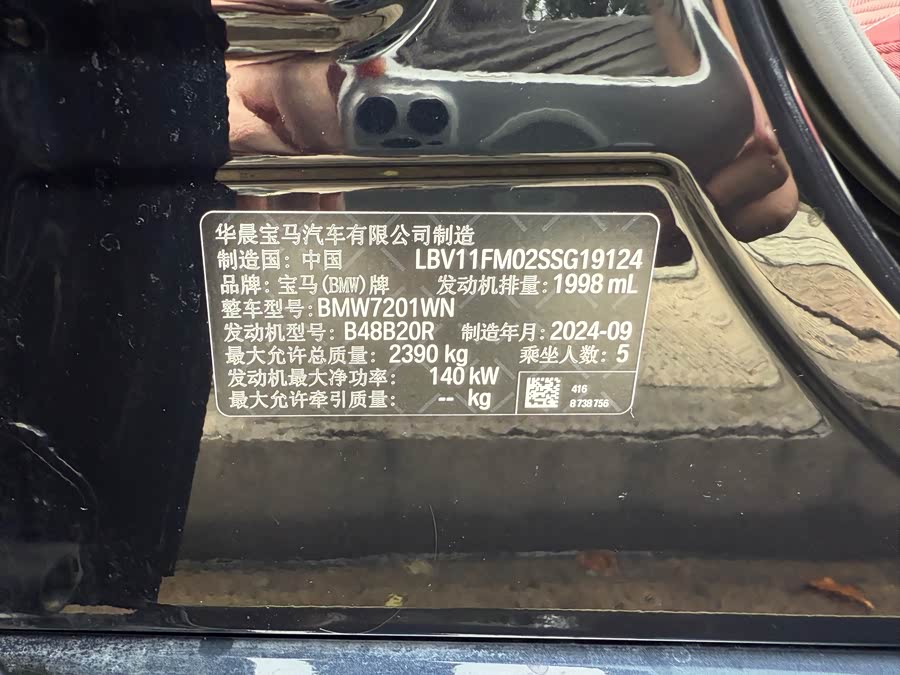 华晨宝马汽车有限公司制造
制造国: 中国 LBV11FM02SSG19124
品牌: 宝马(BMW)牌 发动机排量: 1998 mL
整车型号: BMW7201WN
发动机型号: B48B20R 制造年月: 2024-09
最大允许总质量: 2390 kg 乘坐人数: 5
发动机最大净功率: 140 kW
最大允许牵引质量: -- kg
416
8738756